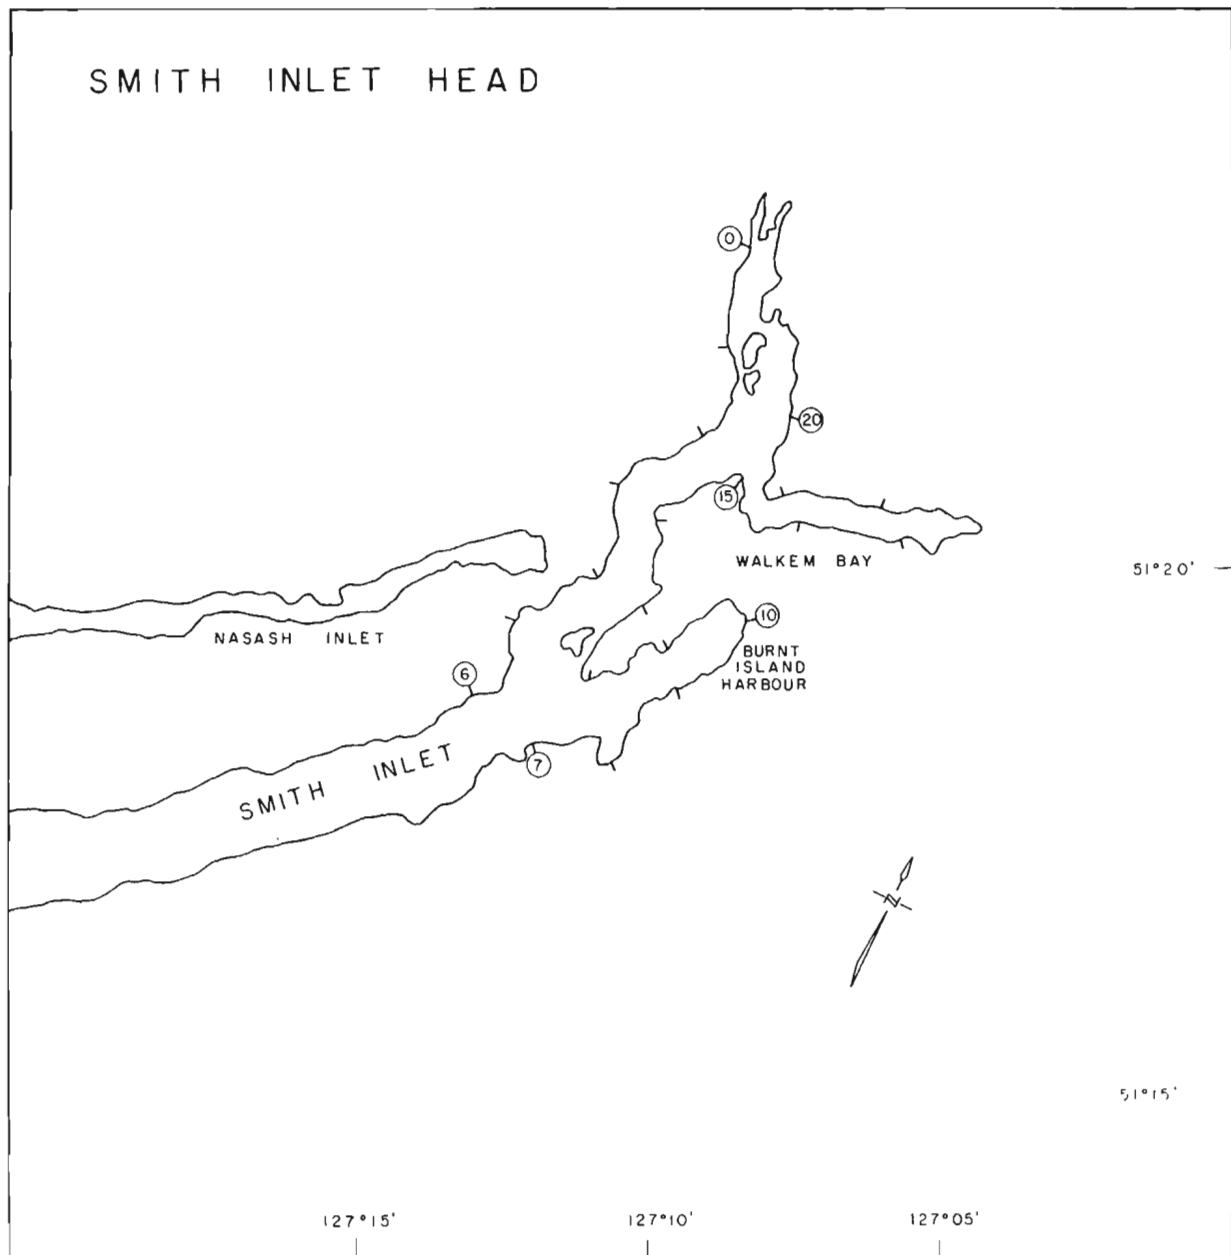 SMITH INLET HEAD
0
20
15
WALKEM BAY
51°20'
10
NASASH INLET
BURNT
ISLAND
HARBOUR
6
SMITH INLET
7
N
51°15'
127°15'
127°10'
127°05'